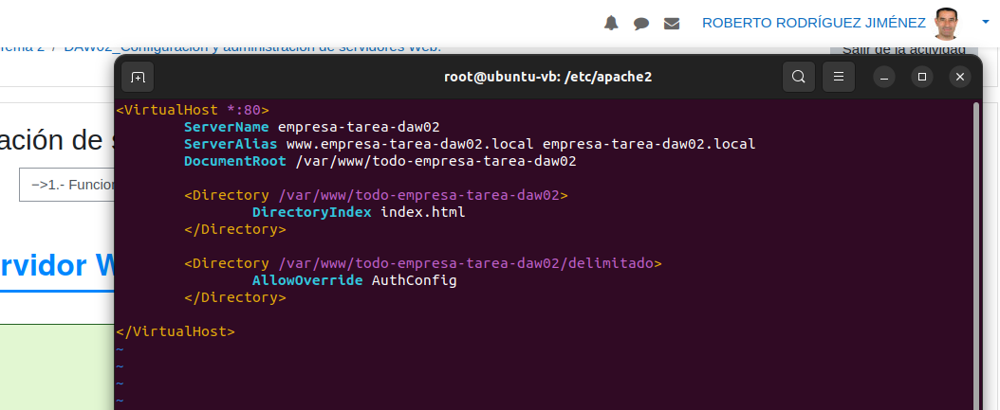 ROBERTO RODRÍGUEZ JIMÉNEZ
Tema 2 / DAW02_Configuración y administración de servidores Web.
Salir de la actividad
root@ubuntu-vb: /etc/apache2
<VirtualHost *:80>
ServerName empresa-tarea-daw02
ServerAlias www.empresa-tarea-daw02.local empresa-tarea-daw02.local
DocumentRoot /var/www/todo-empresa-tarea-daw02
ación de s
−>1.- Funcion
<Directory /var/www/todo-empresa-tarea-daw02>
DirectoryIndex index.html
</Directory>
rvidor W
<Directory /var/www/todo-empresa-tarea-daw02/delimitado>
AllowOverride AuthConfig
</Directory>
</VirtualHost>
~
~
~
~